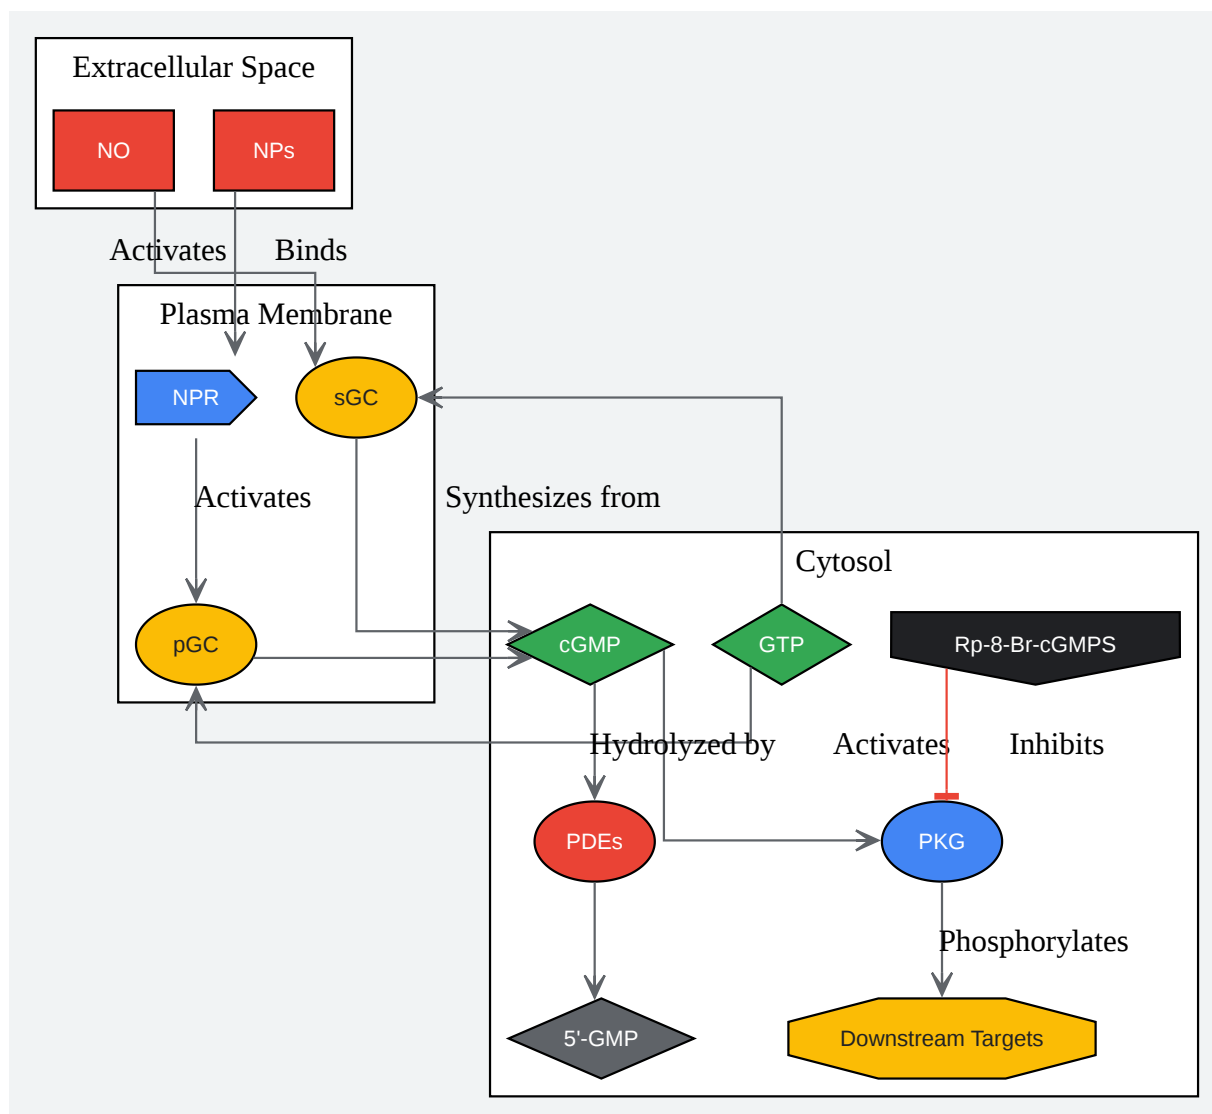 Extracellular Space
NO
NPs
Activates
Binds
Plasma Membrane
NPR
sGC
Activates
Synthesizes from
Cytosol
pGC
cGMP
GTP
Rp-8-Br-cGMPS
Hydrolyzed by
Activates
Inhibits
PDEs
PKG
Phosphorylates
5'-GMP
Downstream Targets